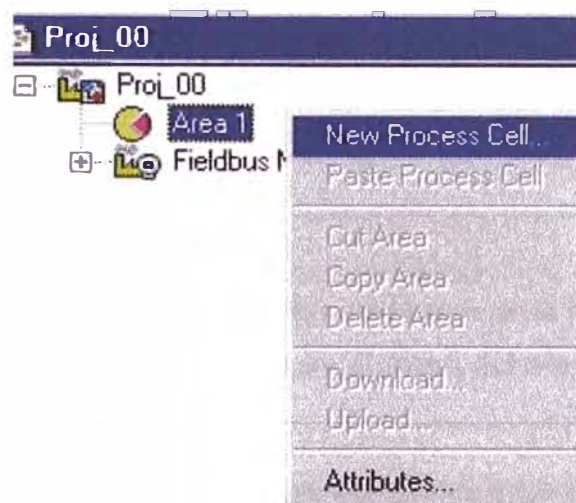 Proj_00
Proj_00
Area 1
Fieldbus N
New Process Cell...
Paste Process Cell
Cut Area
Copy Area
Delete Area
Download...
Upload...
Attributes...